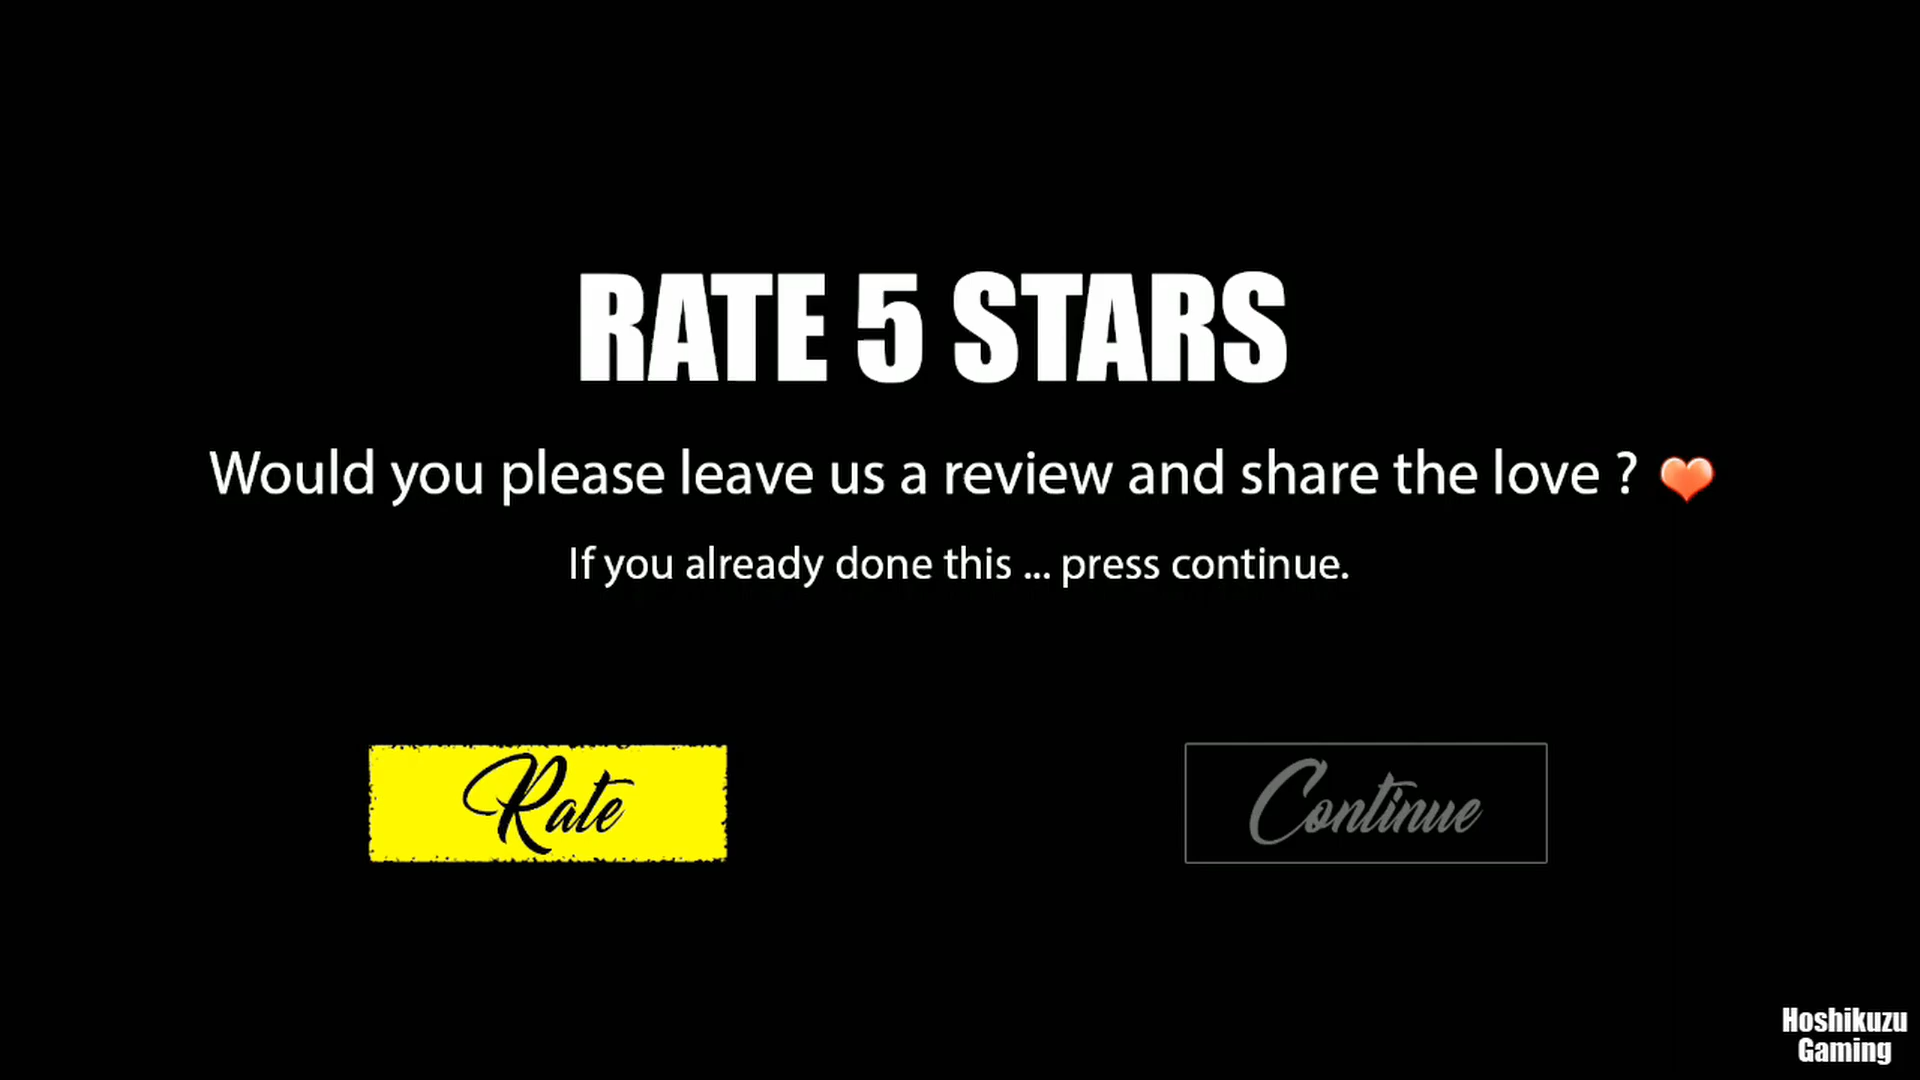 RATE 5 STARS
Would you please leave us a review and share the love ? ❤
If you already done this ... press continue.
Rate
Continue
Hoshikuzu
Gaming